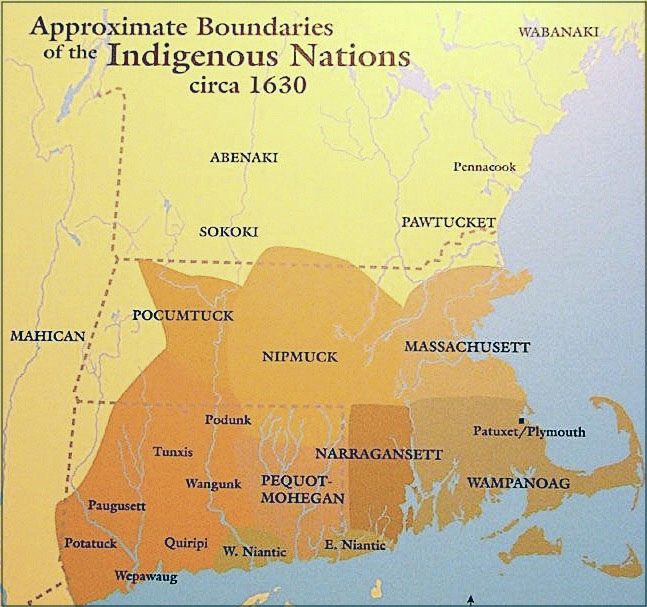 Approximate Boundaries
of the Indigenous Nations
circa 1630
WABANAKI
ABENAKI
Pennacook
PAWTUCKET
SOKOKI
POCUMTUCK
MAHICAN
NIPMUCK
MASSACHUSETT
Podunk
Patuxet/Plymouth
Tunxis
NARRAGANSETT
Wangunk
PEQUOT-
MOHEGAN
WAMPANOAG
Paugusett
Potatuck
Quiripi
W. Niantic
E. Niantic
Wepawaug